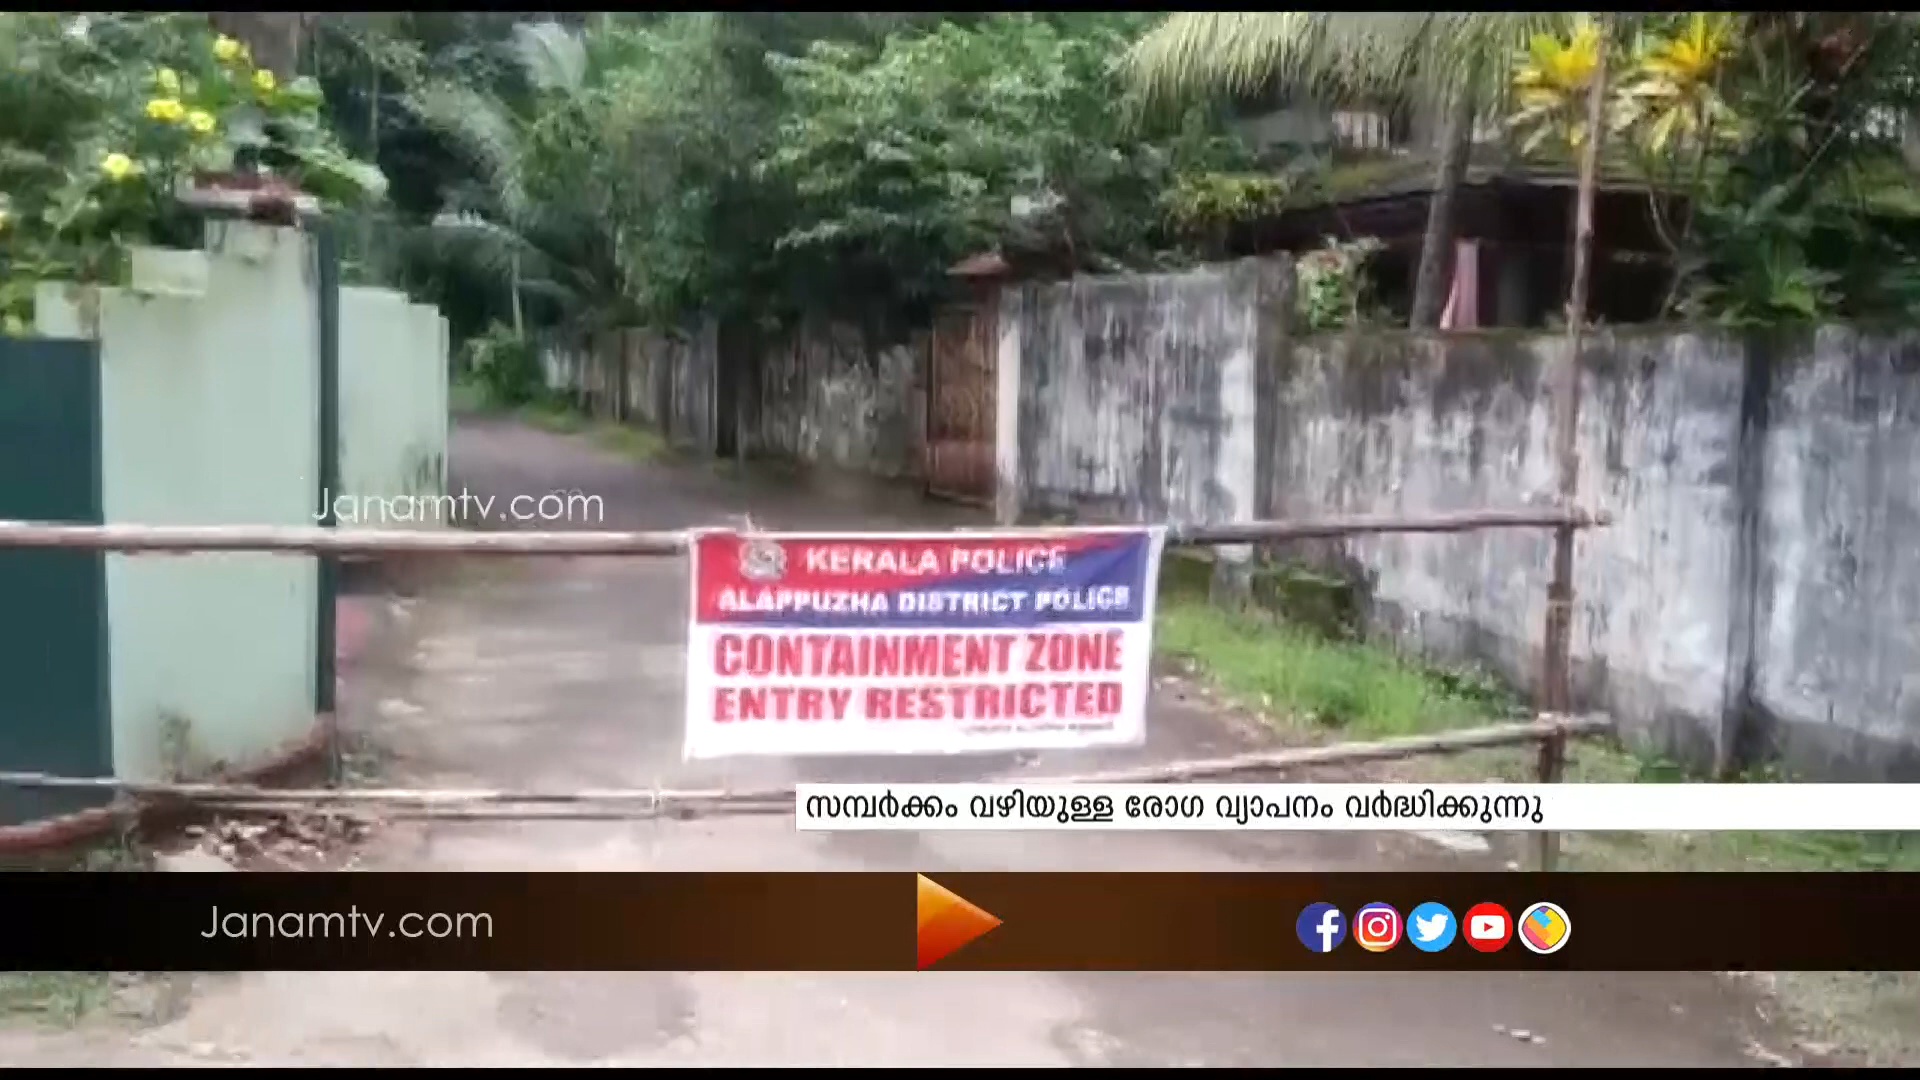 Janamtv.com
KERALA POLICE
ALAPPUZHA DISTRICT POLICE
CONTAINMENT ZONE
ENTRY RESTRICTED
സമ്പർക്കം വഴിയുള്ള രോഗ വ്യാപനം വർദ്ധിക്കുന്നു
Janamtv.com